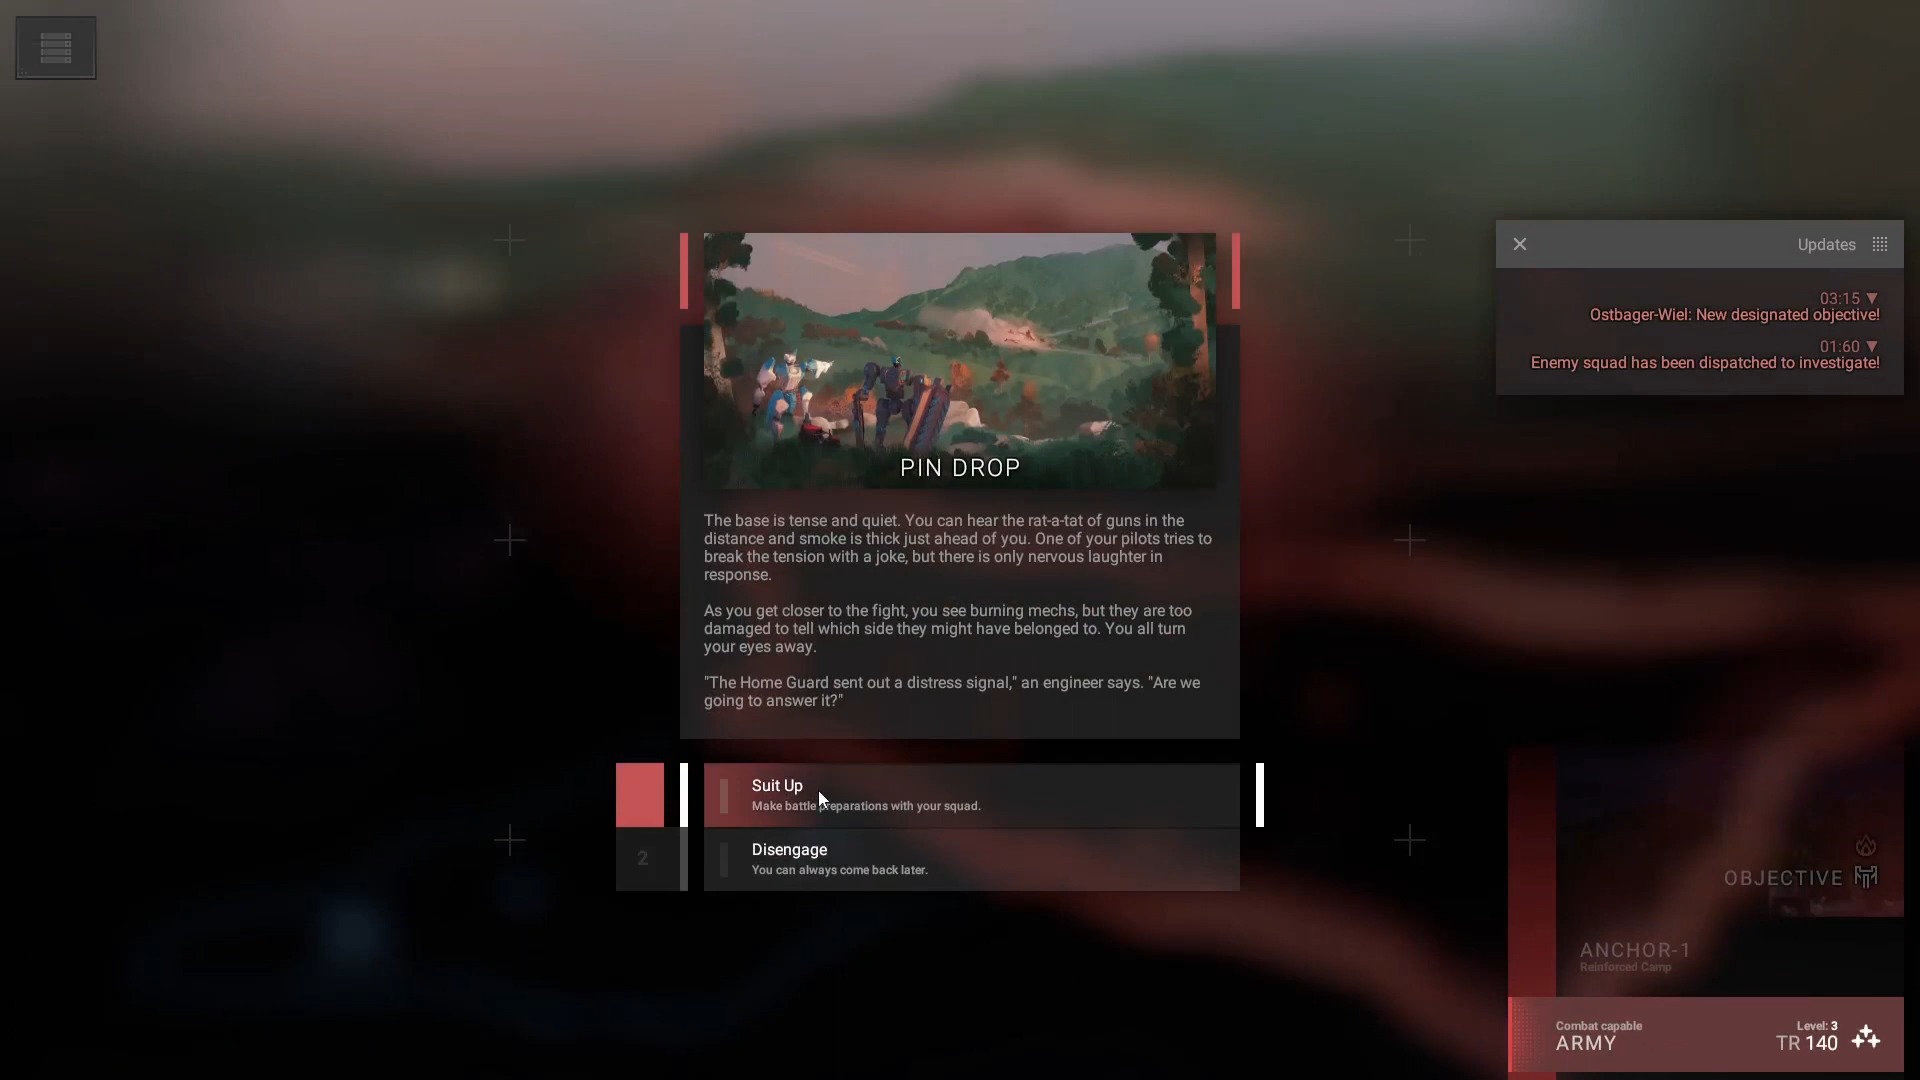 Updates
03:15
Ostbager-Wiel: New designated objective!
01:60
Enemy squad has been dispatched to investigate!
PIN DROP
The base is tense and quiet. You can hear the rat-a-tat of guns in the
distance and smoke is thick just ahead of you. One of your pilots tries to
break the tension with a joke, but there is only nervous laughter in
response.
As you get closer to the fight, you see burning mechs, but they are too
damaged to tell which side they might have belonged to. You all turn
your eyes away.
"The Home Guard sent out a distress signal," an engineer says. "Are we
going to answer it?"
Suit Up
Make battle preparations with your squad.
2
Disengage
You can always come back later.
OBJECTIVE
ANCHOR-1
Reinforced Camp
Combat capable
ARMY
Level: 3
TR 140